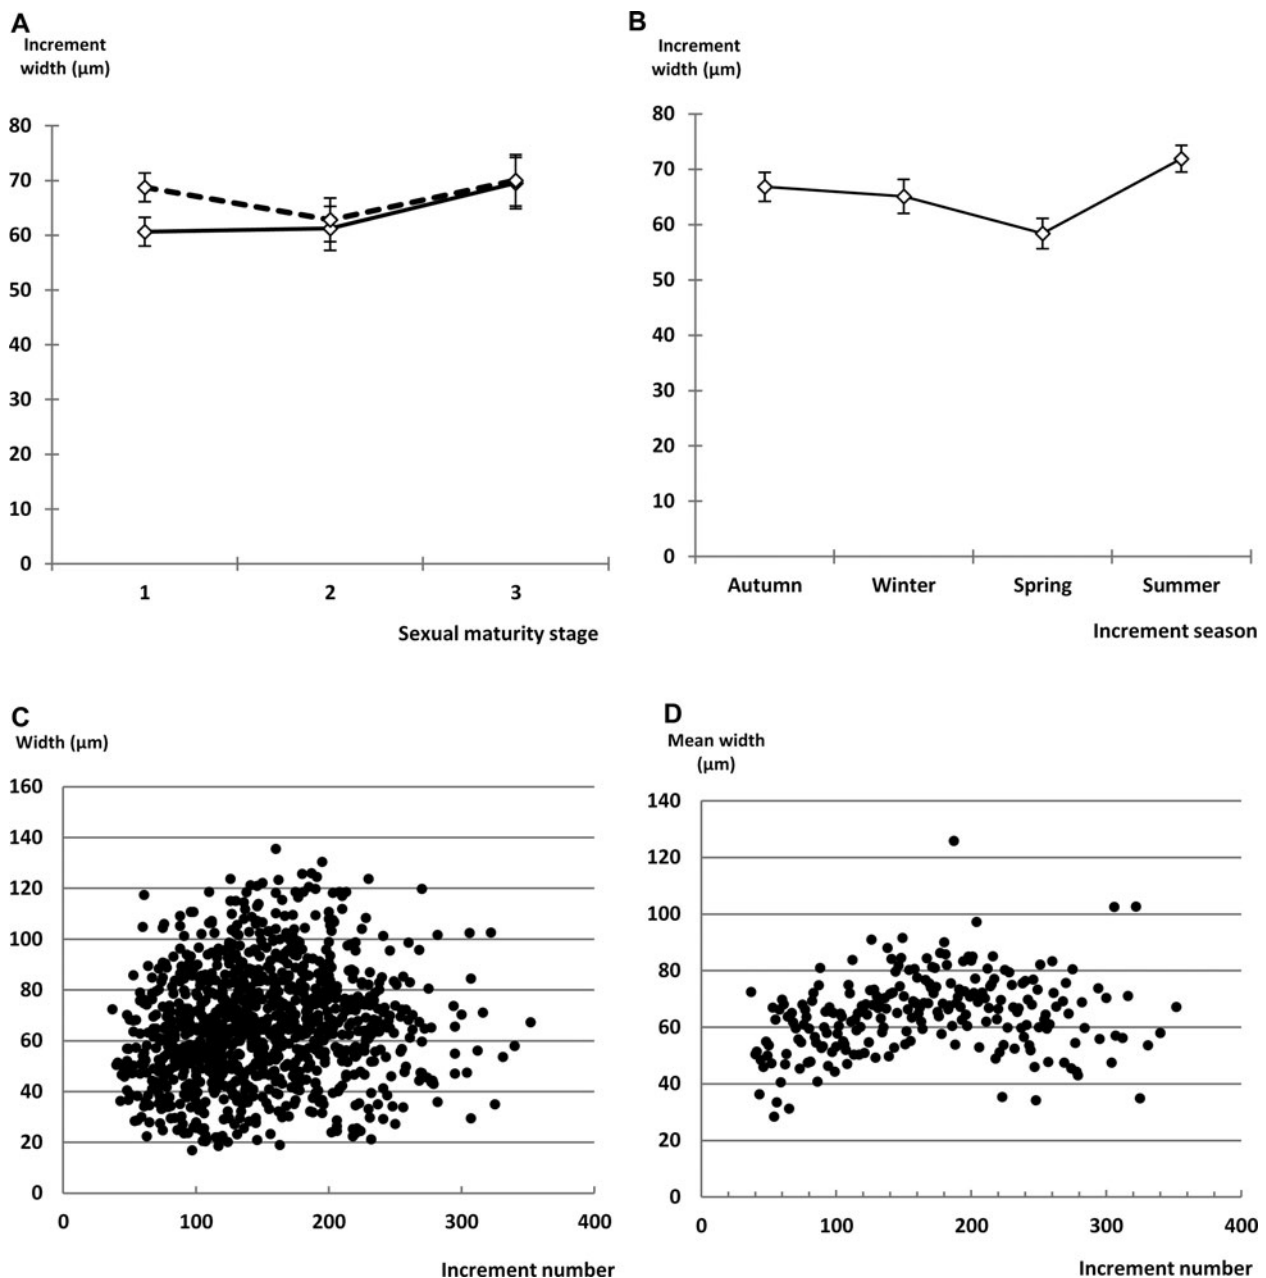 A
Increment
width (µm)
80
70
60
50
40
30
20
10
0
1 2 3
Sexual maturity stage
B
Increment
width (µm)
80
70
60
50
40
30
20
10
0
Autumn Winter Spring Summer
Increment season
C
Width (µm)
160
140
120
100
80
60
40
20
0
0 100 200 300 400
Increment number
D
Mean width
(µm)
140
120
100
80
60
40
20
0
0 100 200 300 400
Increment number